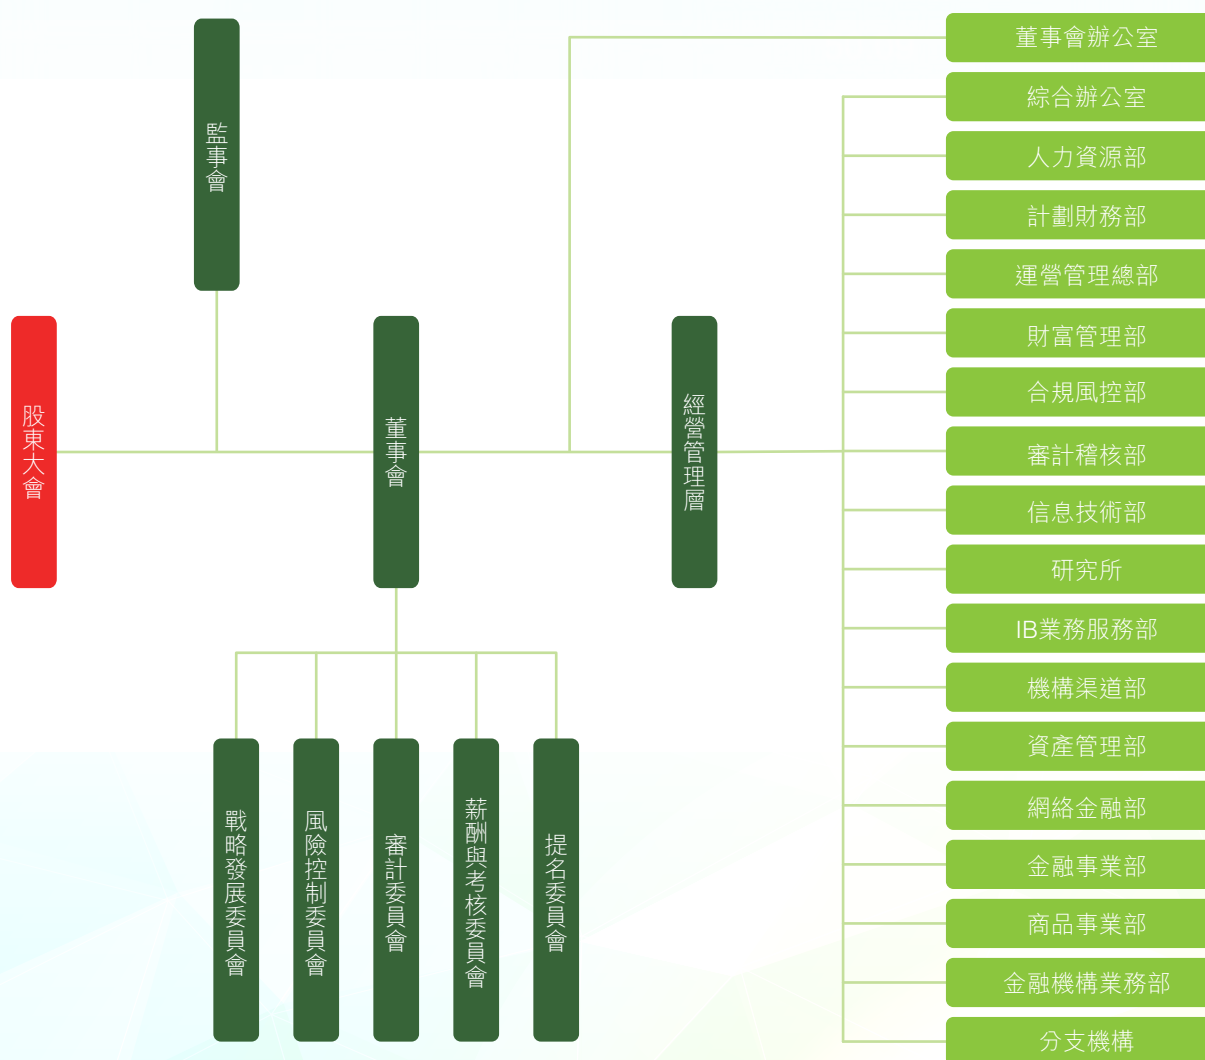 股東大會
監事會
董事會
經營管理層
戰略發展委員會
風險控制委員會
審計委員會
薪酬與考核委員會
提名委員會
董事會辦公室
綜合辦公室
人力資源部
計劃財務部
運營管理總部
財富管理部
合規風控部
審計稽核部
信息技術部
研究所
IB業務服務部
機構渠道部
資產管理部
網絡金融部
金融事業部
商品事業部
金融機構業務部
分支機構